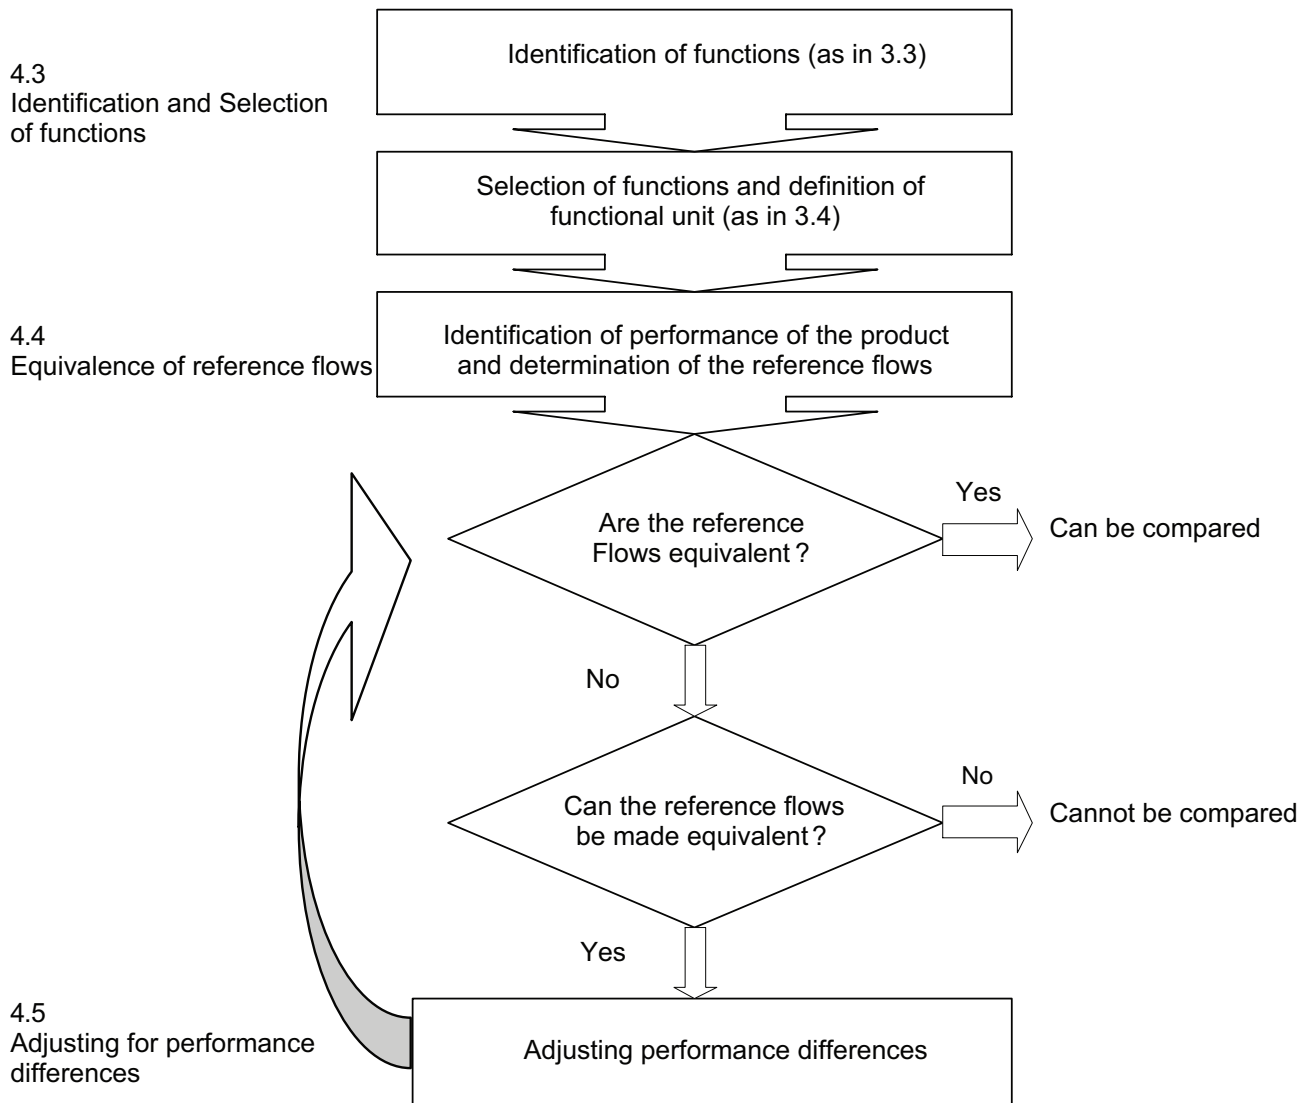 Identification of functions (as in 3.3)
4.3
Identification and Selection
of functions
Selection of functions and definition of
functional unit (as in 3.4)
4.4
Equivalence of reference flows
Identification of performance of the product
and determination of the reference flows
Are the reference
Flows equivalent ?
Yes
Can be compared
No
Can the reference flows
be made equivalent ?
No
Cannot be compared
Yes
4.5
Adjusting for performance
differences
Adjusting performance differences